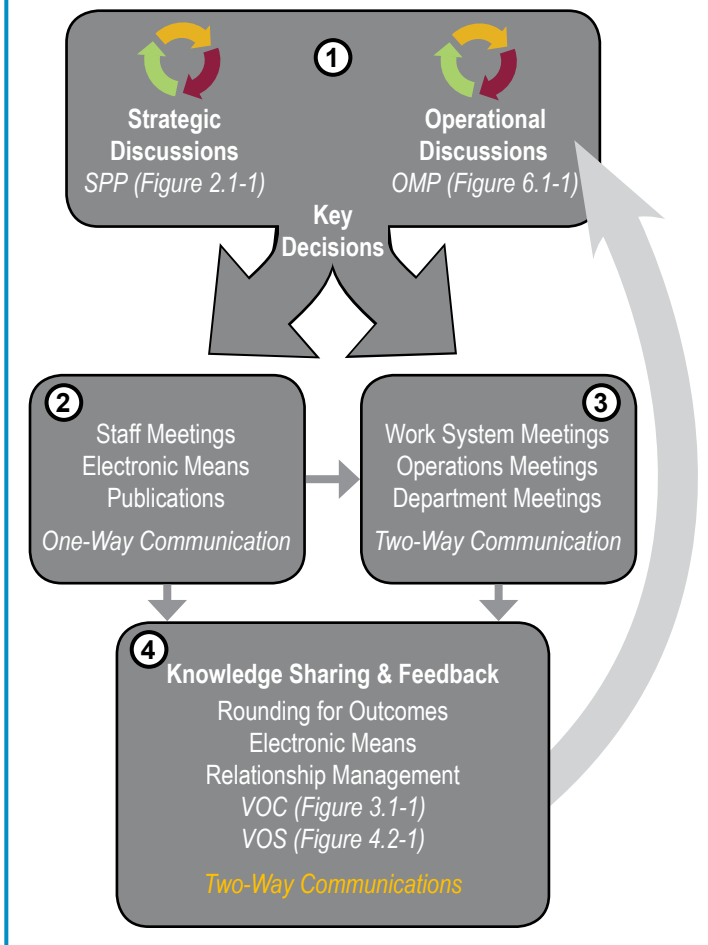 1
Strategic
Discussions
SPP (Figure 2.1-1)
Operational
Discussions
OMP (Figure 6.1-1)
Key
Decisions
2
Staff Meetings
Electronic Means
Publications
One-Way Communication
3
Work System Meetings
Operations Meetings
Department Meetings
Two-Way Communication
4
Knowledge Sharing & Feedback
Rounding for Outcomes
Electronic Means
Relationship Management
VOC (Figure 3.1-1)
VOS (Figure 4.2-1)
Two-Way Communications